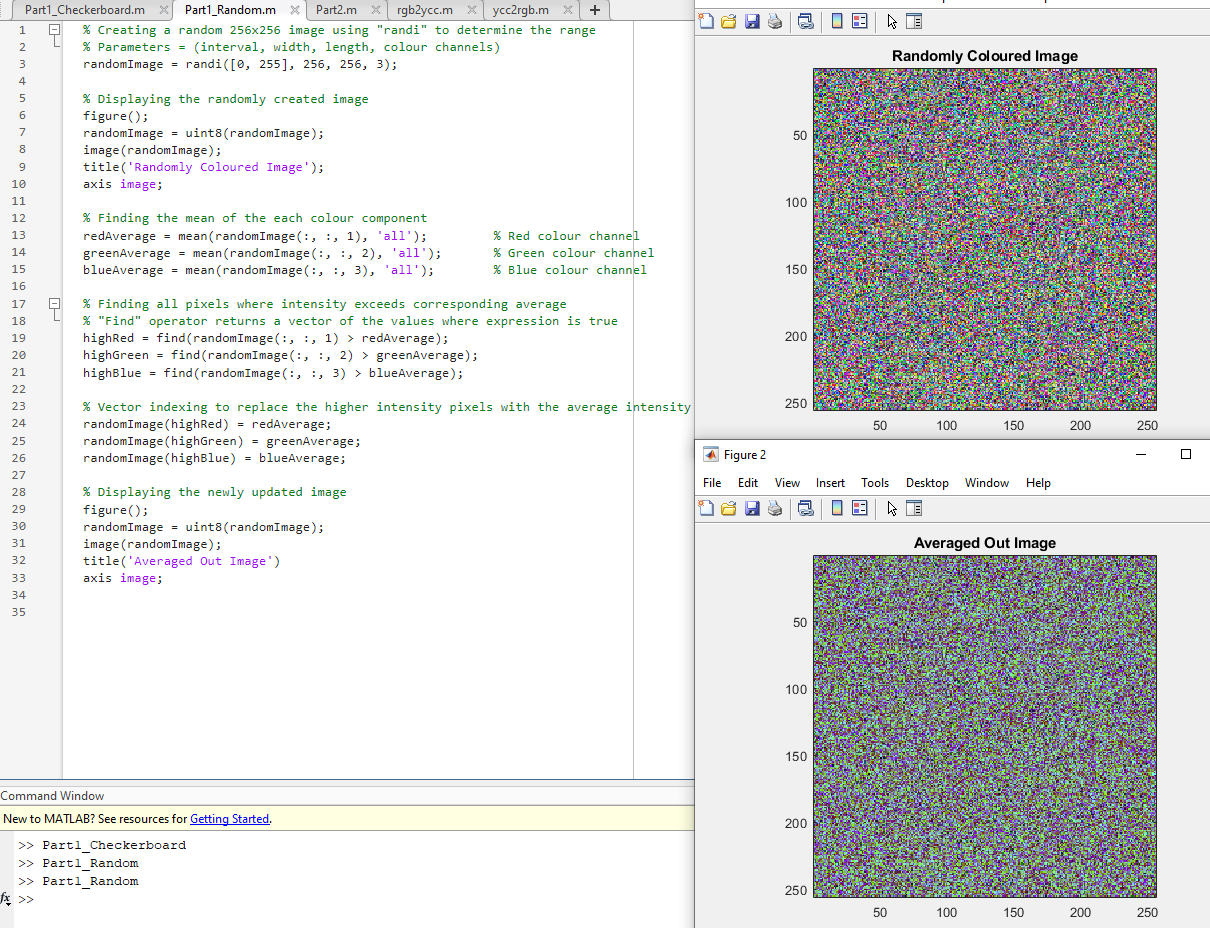 Part1_Checkerboard.m
Part1_Random.m
Part2.m
rgb2ycc.m
ycc2rgb.m
1 % Creating a random 256x256 image using "randi" to determine the range
2 % Parameters = (interval, width, length, colour channels)
3 randomImage = randi([0, 255], 256, 256, 3);
4
5 % Displaying the randomly created image
6 figure();
7 randomImage = uint8(randomImage);
8 image(randomImage);
9 title('Randomly Coloured Image');
10 axis image;
11
12 % Finding the mean of the each colour component
13 redAverage = mean(randomImage(:, :, 1), 'all'); % Red colour channel
14 greenAverage = mean(randomImage(:, :, 2), 'all'); % Green colour channel
15 blueAverage = mean(randomImage(:, :, 3), 'all'); % Blue colour channel
16
17 % Finding all pixels where intensity exceeds corresponding average
18 % "Find" operator returns a vector of the values where expression is true
19 highRed = find(randomImage(:, :, 1) > redAverage);
20 highGreen = find(randomImage(:, :, 2) > greenAverage);
21 highBlue = find(randomImage(:, :, 3) > blueAverage);
22
23 % Vector indexing to replace the higher intensity pixels with the average intensity
24 randomImage(highRed) = redAverage;
25 randomImage(highGreen) = greenAverage;
26 randomImage(highBlue) = blueAverage;
27
28 % Displaying the newly updated image
29 figure();
30 randomImage = uint8(randomImage);
31 image(randomImage);
32 title('Averaged Out Image')
33 axis image;
34
35
Command Window
New to MATLAB? See resources for Getting Started.
>> Part1_Checkerboard
>> Part1_Random
>> Part1_Random
fx >>
Randomly Coloured Image
50
100
150
200
250
50 100 150 200 250
Figure 2
File Edit View Insert Tools Desktop Window Help
Averaged Out Image
50
100
150
200
250
50 100 150 200 250